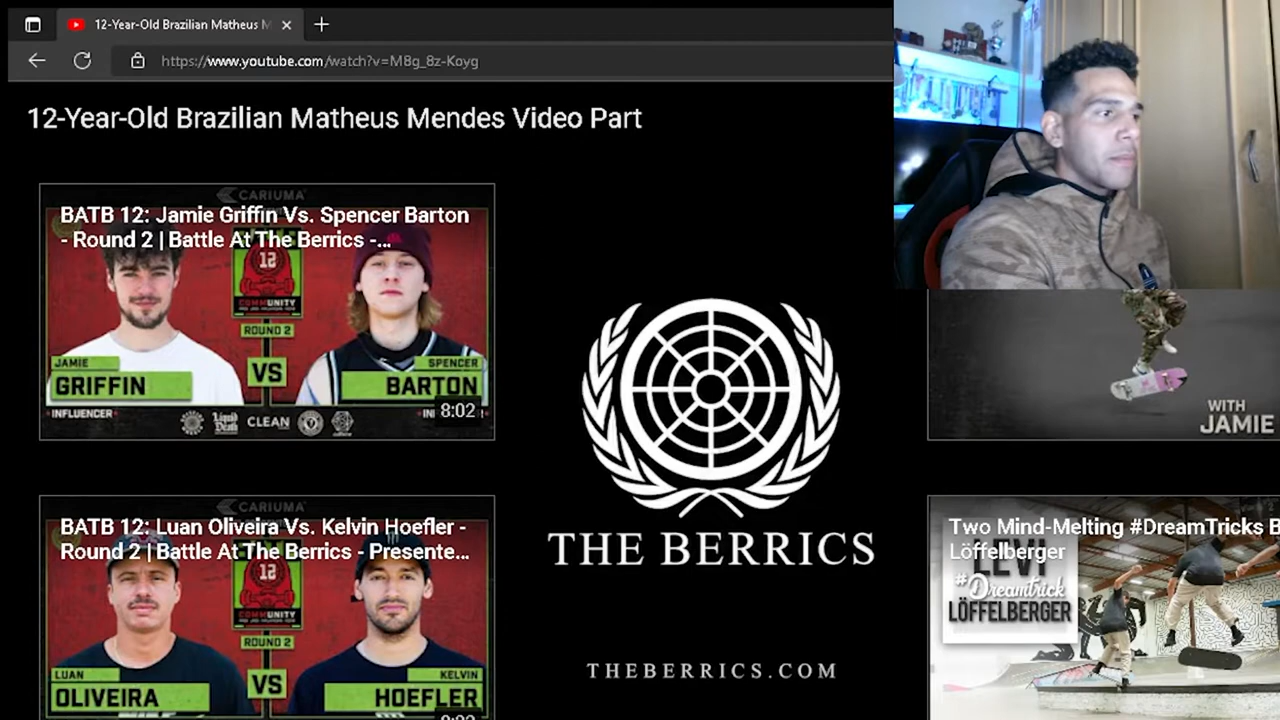 12-Year-Old Brazilian Matheus M
https://www.youtube.com/watch?v=M8g_8z-Koyg
12-Year-Old Brazilian Matheus Mendes Video Part
CARIUMA
BATB 12: Jamie Griffin Vs. Spencer Barton
- Round 2 | Battle At The Berrics -...
12
COMMUNITY
ROUND 2
JAMIE
GRIFFIN
VS
SPENCER
BARTON
INFLUENCER
Liquid Death
CLEAN
8:02
THE BERRICS
THEBERRICS.COM
WITH
JAMIE
CARIUMA
BATB 12: Luan Oliveira Vs. Kelvin Hoefler -
Round 2 | Battle At The Berrics - Presente...
12
COMMUNITY
ROUND 2
LUAN
OLIVEIRA
VS
KELVIN
HOEFLER
Two Mind-Melting #DreamTricks B
Löffelberger
LEVI
#Dreamtrick
LÖFFELBERGER